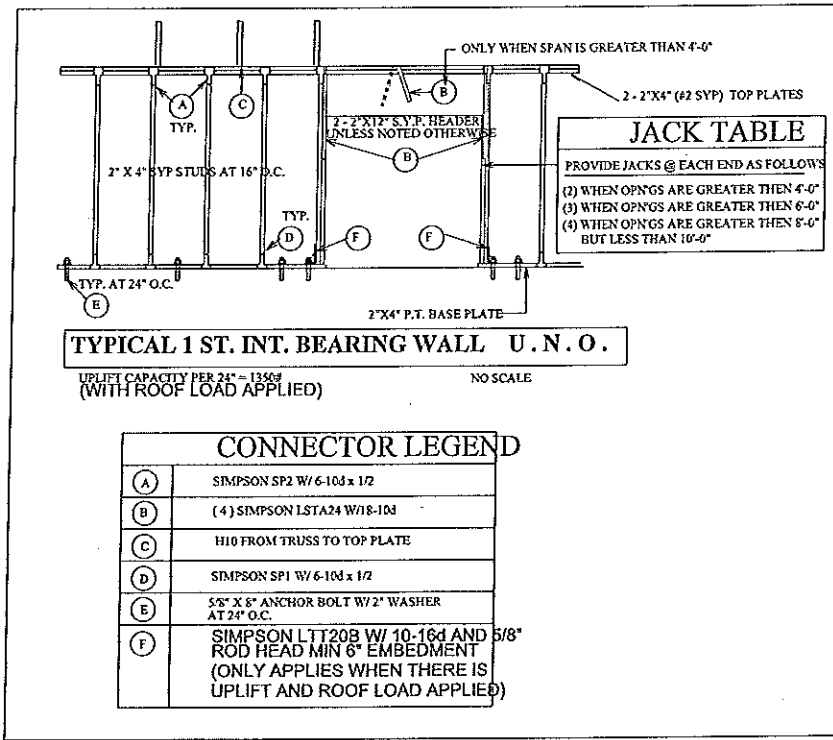 ONLY WHEN SPAN IS GREATER THAN 4'-0"
A
TYP.
C
B
2 - 2"X4" (#2 SYP) TOP PLATES
2 - 2"X12" S.Y.P. HEADER
UNLESS NOTED OTHERWISE
B
2" X 4" SYP STUDS AT 16" O.C.
JACK TABLE
PROVIDE JACKS @ EACH END AS FOLLOWS
(2) WHEN OPN'GS ARE GREATER THEN 4'-0"
(3) WHEN OPN'GS ARE GREATER THEN 6'-0"
(4) WHEN OPN'GS ARE GREATER THEN 8'-0"
BUT LESS THAN 10'-0"
TYP.
D
F
F
TYP. AT 24" O.C.
E
2"X4" P.T. BASE PLATE
TYPICAL 1 ST. INT. BEARING WALL U.N.O.
UPLIFT CAPACITY PER 24" = 1350#
NO SCALE
(WITH ROOF LOAD APPLIED)
CONNECTOR LEGEND
A SIMPSON SP2 W/ 6-10d x 1/2
B ( 4 ) SIMPSON LSTA24 W/18-10d
C H10 FROM TRUSS TO TOP PLATE
D SIMPSON SP1 W/ 6-10d x 1/2
E 5/8" X 8" ANCHOR BOLT W/ 2" WASHER
AT 24" O.C.
F SIMPSON LTT20B W/ 10-16d AND 5/8"
ROD HEAD MIN 6" EMBEDMENT
(ONLY APPLIES WHEN THERE IS
UPLIFT AND ROOF LOAD APPLIED)